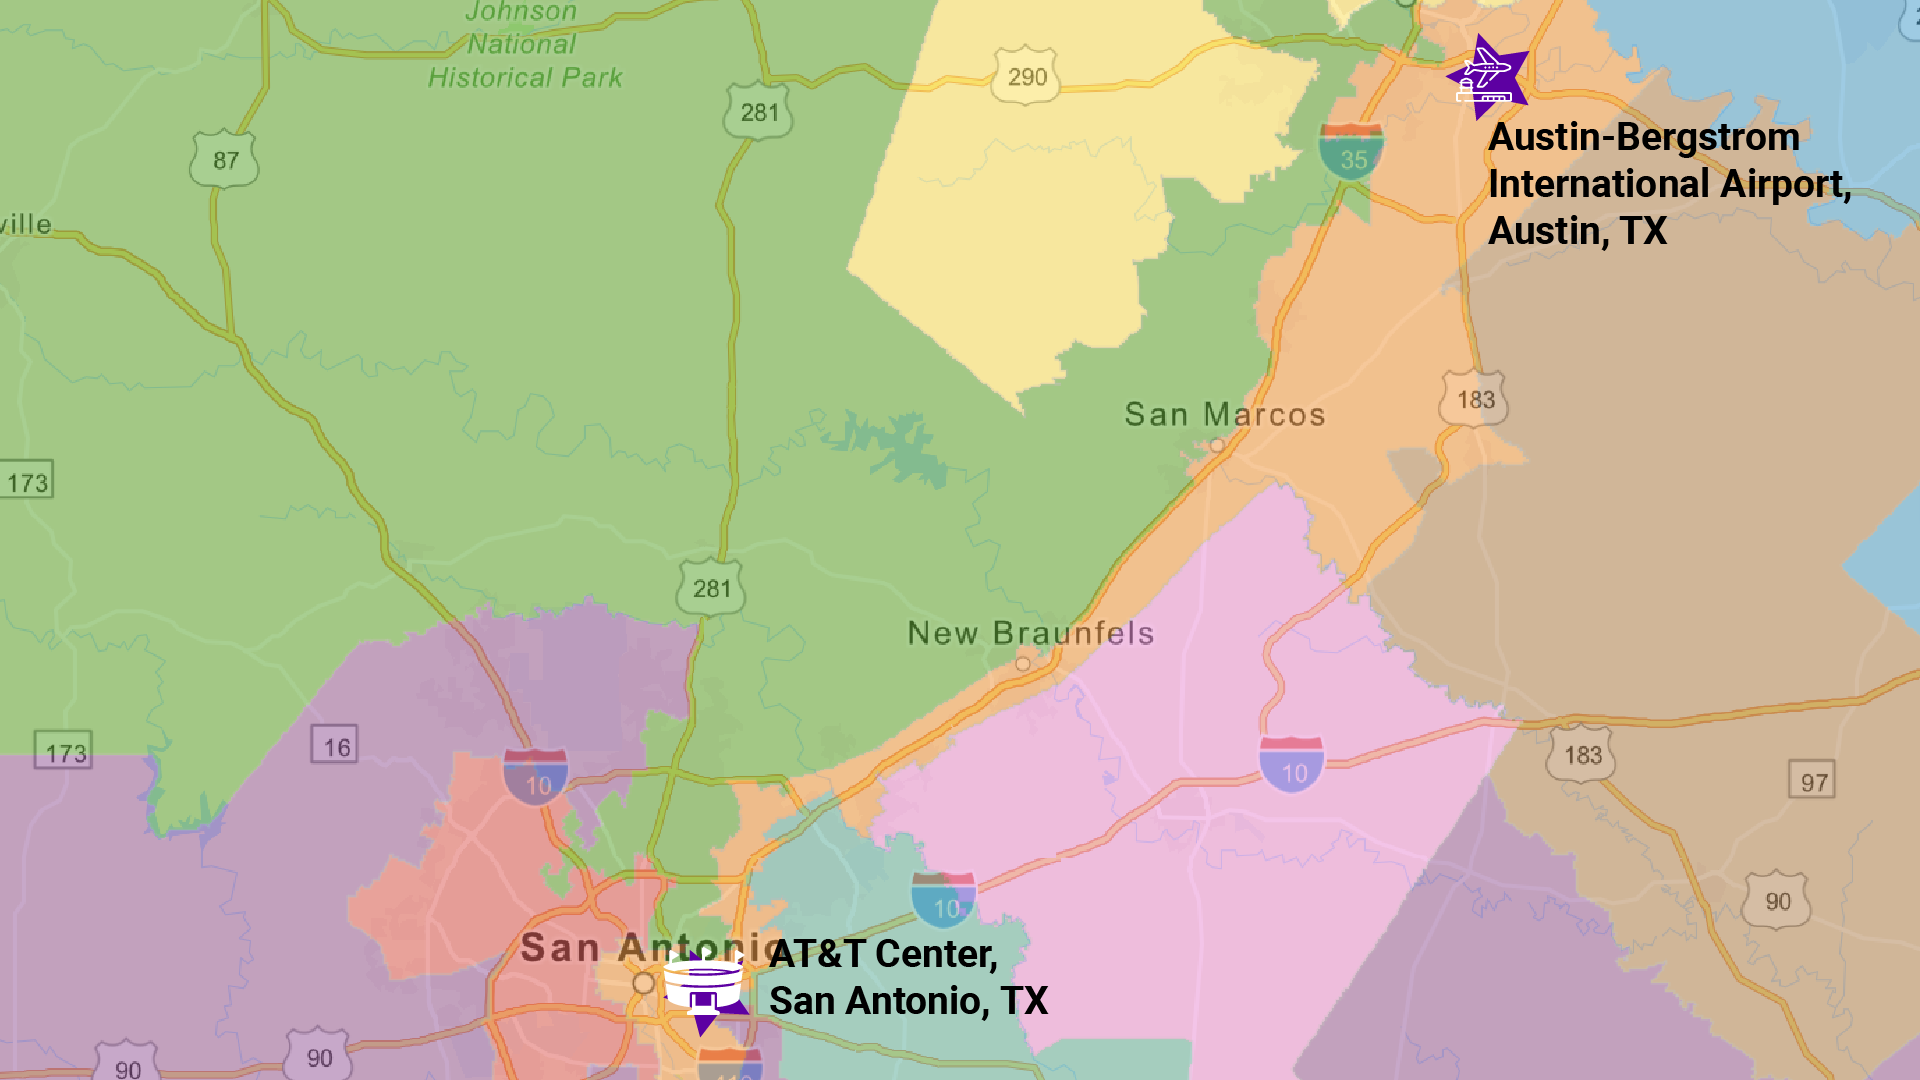 Johnson
National
Historical Park
290
281
87
35
Austin-Bergstrom
International Airport,
Austin, TX
ville
183
San Marcos
173
281
New Braunfels
173
16
10
10
183
97
10
90
San Antonio
AT&T Center,
San Antonio, TX
90
90